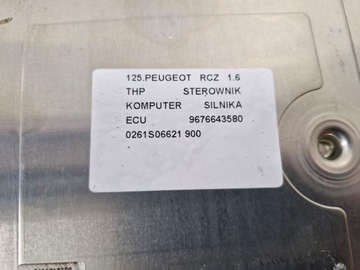 125.PEUGEOT RCZ 1.6
THP STEROWNIK
KOMPUTER SILNIKA
ECU 9676643580
0261S06621 900